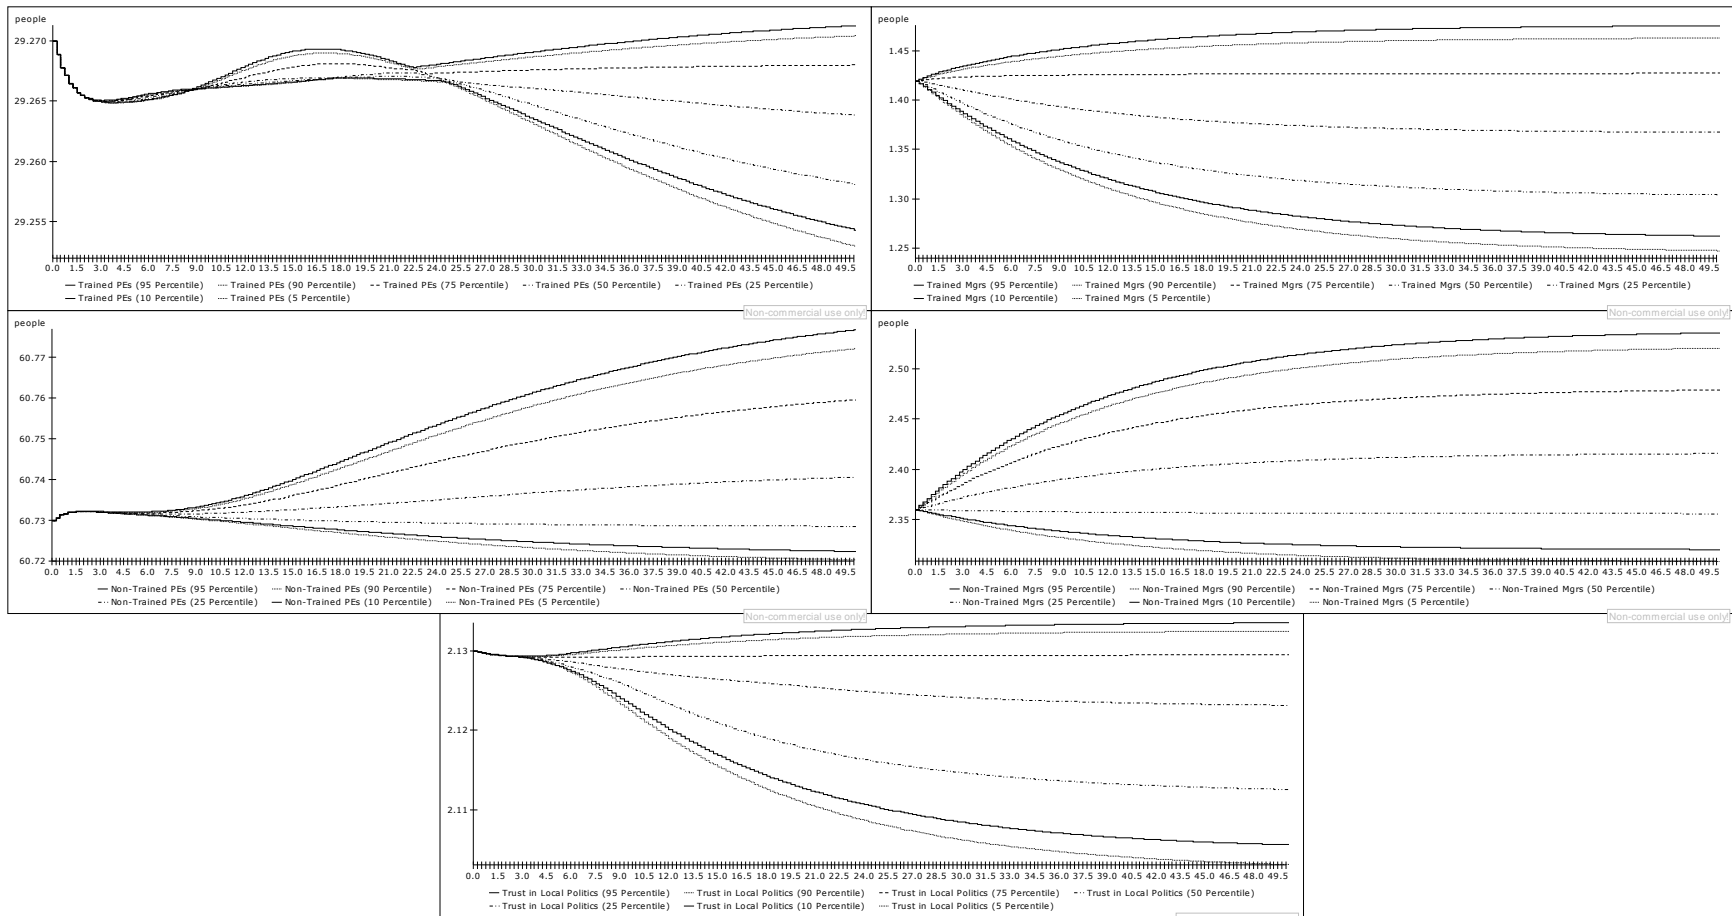 people
29.270
29.265
29.260
29.255
0.0 1.5 3.0 4.5 6.0 7.5 9.0 10.5 12.0 13.5 15.0 16.5 18.0 19.5 21.0 22.5 24.0 25.5 27.0 28.5 30.0 31.5 33.0 34.5 36.0 37.5 39.0 40.5 42.0 43.5 45.0 46.5 48.0 49.5
Trained PEs (95 Percentile) Trained PEs (90 Percentile) Trained PEs (75 Percentile) Trained PEs (50 Percentile) Trained PEs (25 Percentile)
Trained PEs (10 Percentile) Trained PEs (5 Percentile)
Non-commercial use only!
people
1.45
1.40
1.35
1.30
1.25
0.0 1.5 3.0 4.5 6.0 7.5 9.0 10.5 12.0 13.5 15.0 16.5 18.0 19.5 21.0 22.5 24.0 25.5 27.0 28.5 30.0 31.5 33.0 34.5 36.0 37.5 39.0 40.5 42.0 43.5 45.0 46.5 48.0 49.5
Trained Mgrs (95 Percentile) Trained Mgrs (90 Percentile) Trained Mgrs (75 Percentile) Trained Mgrs (50 Percentile) Trained Mgrs (25 Percentile)
Trained Mgrs (10 Percentile) Trained Mgrs (5 Percentile)
Non-commercial use only!
people
60.77
60.76
60.75
60.74
60.73
60.72
0.0 1.5 3.0 4.5 6.0 7.5 9.0 10.5 12.0 13.5 15.0 16.5 18.0 19.5 21.0 22.5 24.0 25.5 27.0 28.5 30.0 31.5 33.0 34.5 36.0 37.5 39.0 40.5 42.0 43.5 45.0 46.5 48.0 49.5
Non-Trained PEs (95 Percentile) Non-Trained PEs (90 Percentile) Non-Trained PEs (75 Percentile) Non-Trained PEs (50 Percentile)
Non-Trained PEs (25 Percentile) Non-Trained PEs (10 Percentile) Non-Trained PEs (5 Percentile)
Non-commercial use only!
people
2.50
2.45
2.40
2.35
0.0 1.5 3.0 4.5 6.0 7.5 9.0 10.5 12.0 13.5 15.0 16.5 18.0 19.5 21.0 22.5 24.0 25.5 27.0 28.5 30.0 31.5 33.0 34.5 36.0 37.5 39.0 40.5 42.0 43.5 45.0 46.5 48.0 49.5
Non-Trained Mgrs (95 Percentile) Non-Trained Mgrs (90 Percentile) Non-Trained Mgrs (75 Percentile) Non-Trained Mgrs (50 Percentile)
Non-Trained Mgrs (25 Percentile) Non-Trained Mgrs (10 Percentile) Non-Trained Mgrs (5 Percentile)
Non-commercial use only!
people
2.13
2.12
2.11
0.0 1.5 3.0 4.5 6.0 7.5 9.0 10.5 12.0 13.5 15.0 16.5 18.0 19.5 21.0 22.5 24.0 25.5 27.0 28.5 30.0 31.5 33.0 34.5 36.0 37.5 39.0 40.5 42.0 43.5 45.0 46.5 48.0 49.5
Trust in Local Politics (95 Percentile) Trust in Local Politics (90 Percentile) Trust in Local Politics (75 Percentile) Trust in Local Politics (50 Percentile)
Trust in Local Politics (25 Percentile) Trust in Local Politics (10 Percentile) Trust in Local Politics (5 Percentile)